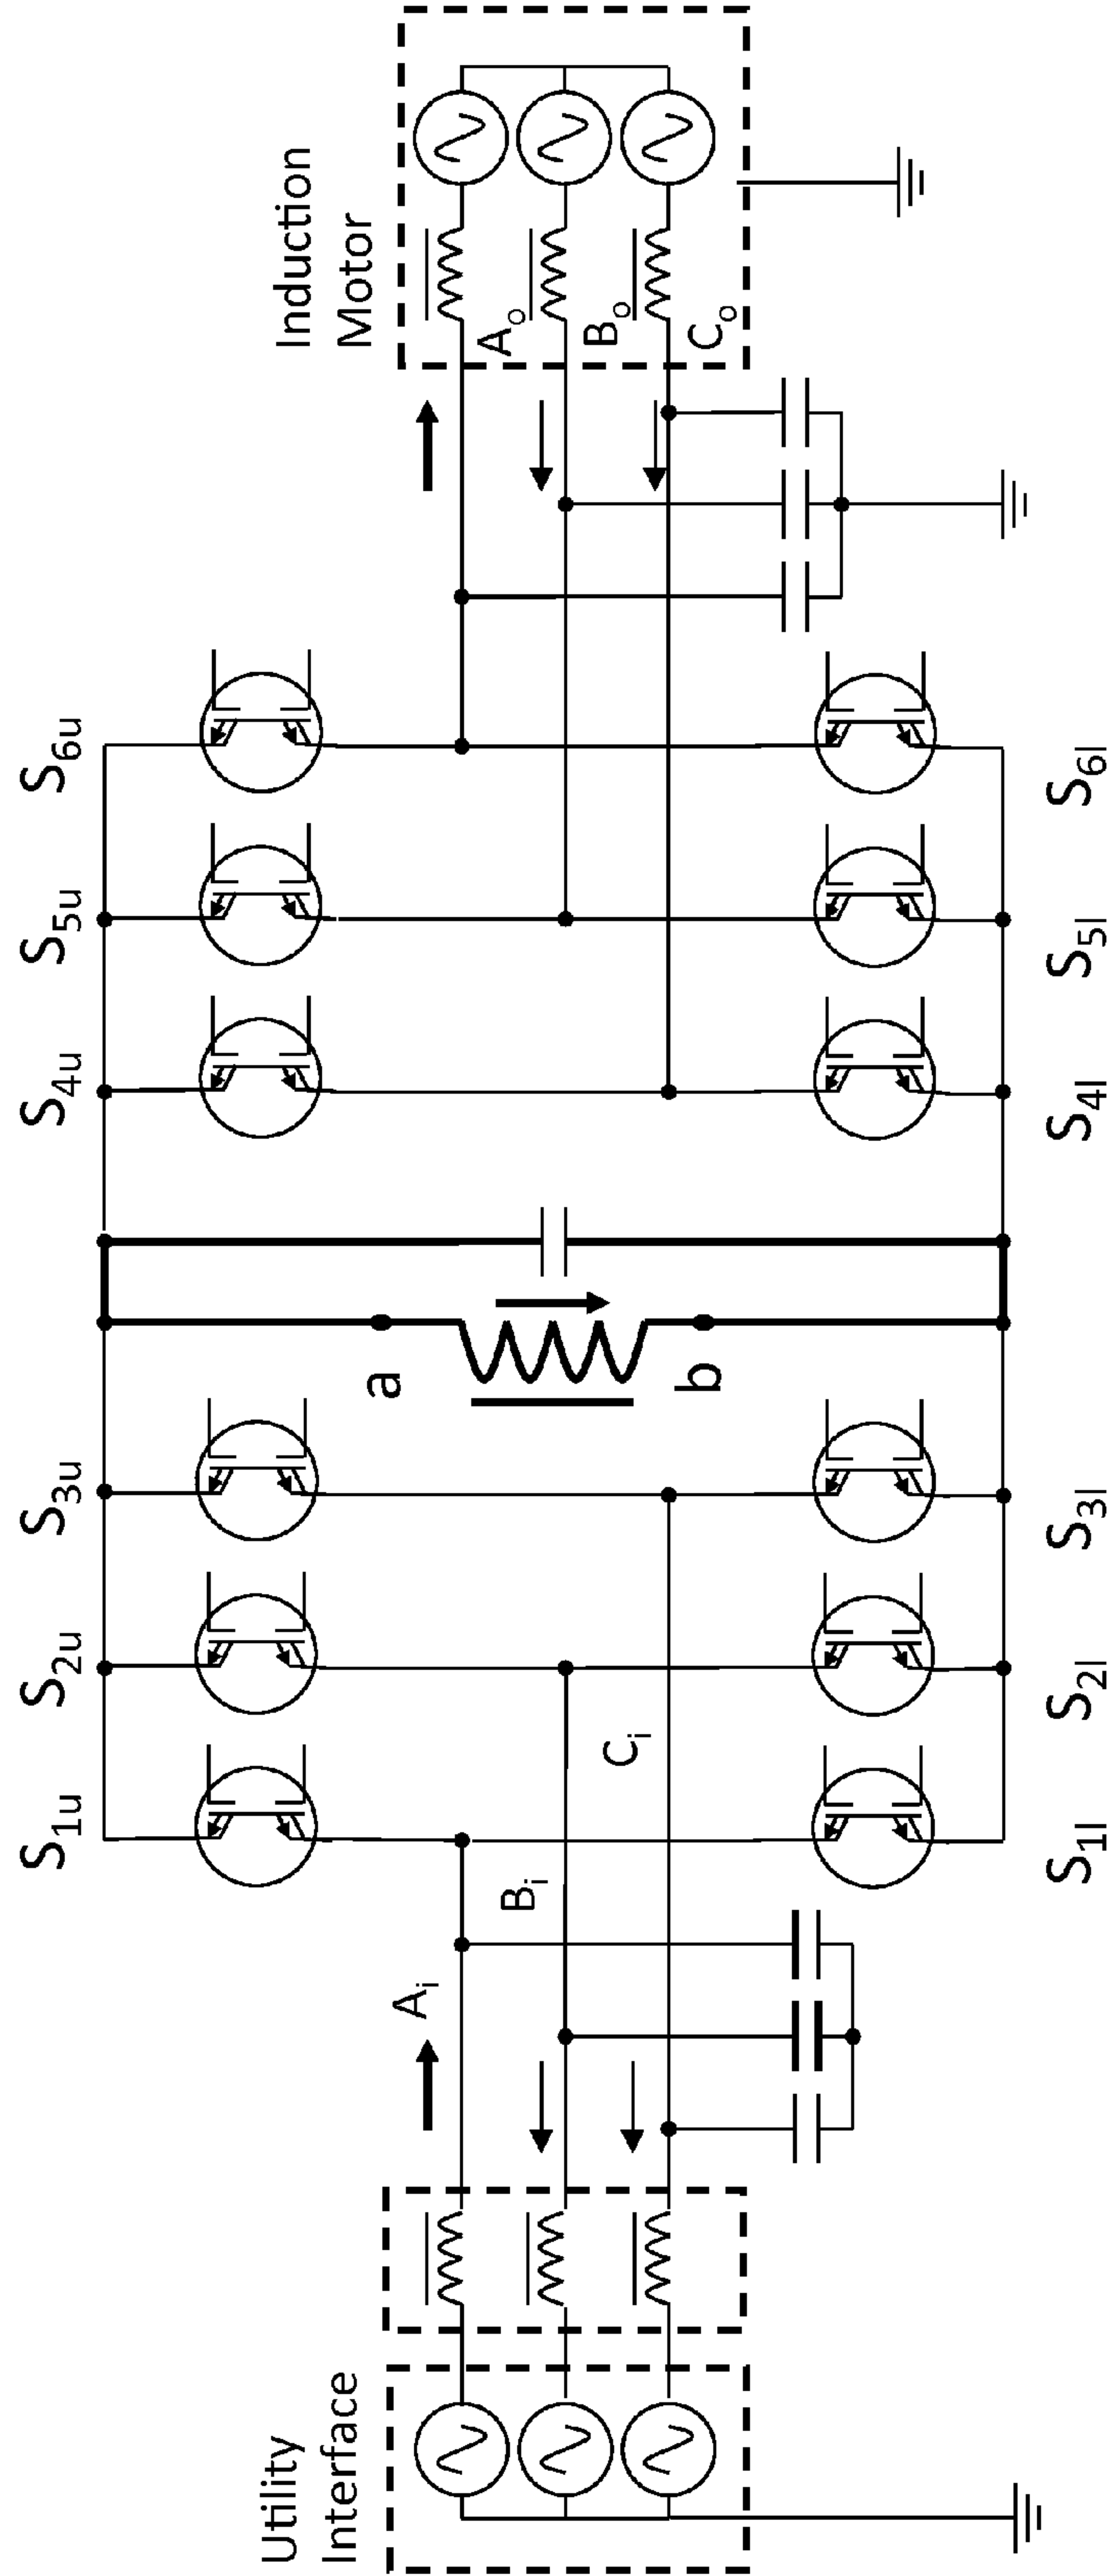 S₁ᵤ S₂ᵤ S₃ᵤ S₄ᵤ S₅ᵤ S₆ᵤ
Utility
Interface
Induction
Motor
Aᵢ
Bᵢ
Cᵢ
a
b
Aₒ
Bₒ
Cₒ
S₁ₗ S₂ₗ S₃ₗ S₄ₗ S₅ₗ S₆ₗ